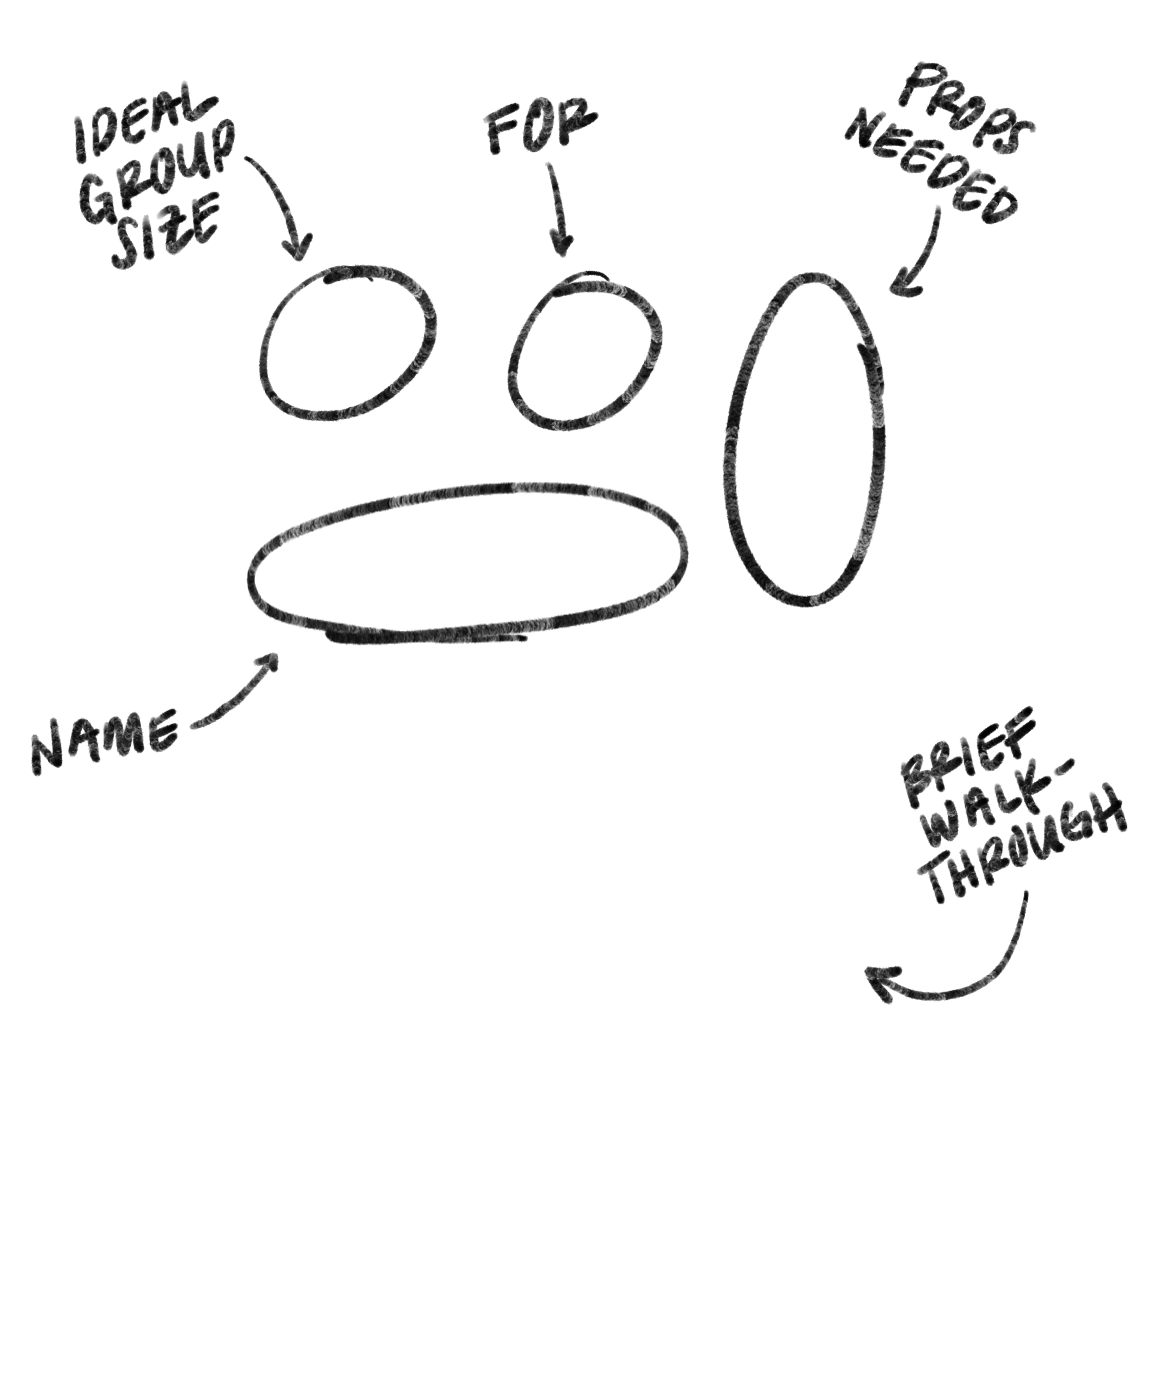 IDEAL
GROUP
SIZE
FOR
PROPS
NEEDED
NAME
BRIEF
WALK-
THROUGH